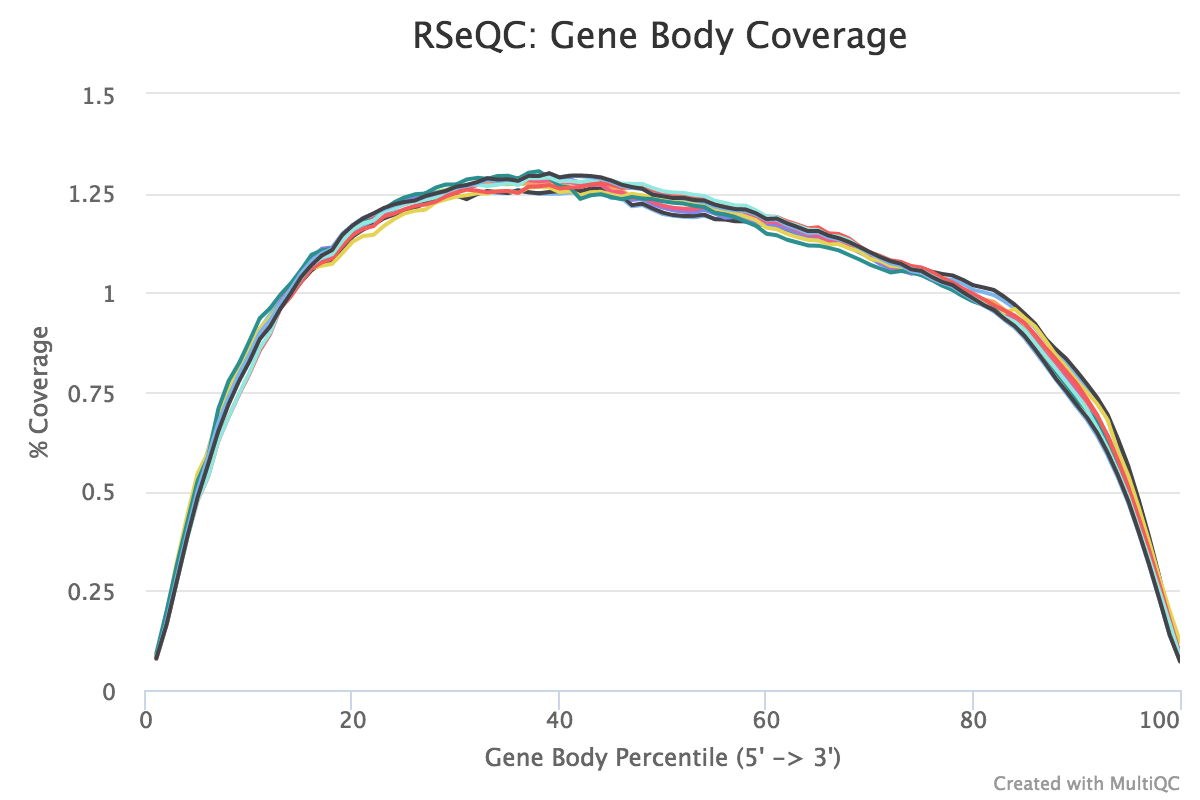 RSeQC: Gene Body Coverage
1.5
1.25
1
0.75
0.5
0.25
0
% Coverage
0 20 40 60 80 100
Gene Body Percentile (5' -> 3')
Created with MultiQC